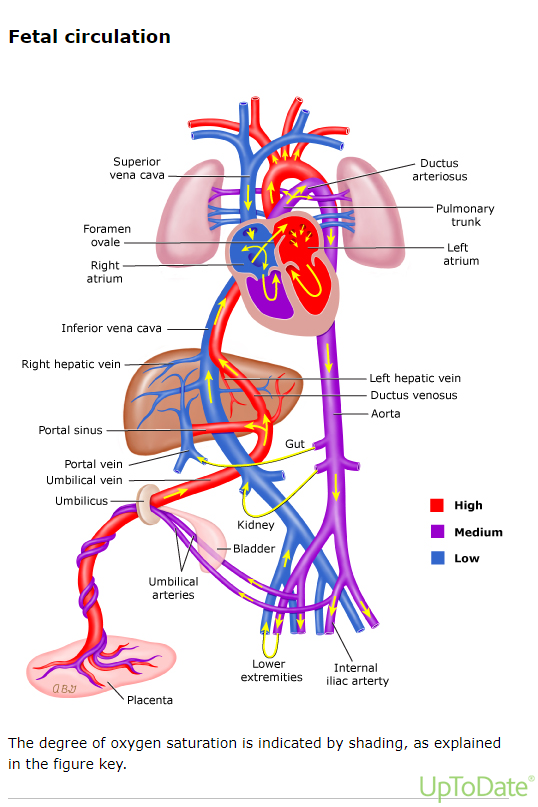 Fetal circulation
Superior
vena cava
Ductus
arteriosus
Pulmonary
trunk
Foramen
ovale
Left
atrium
Right
atrium
Inferior vena cava
Right hepatic vein
Left hepatic vein
Ductus venosus
Aorta
Portal sinus
Gut
Portal vein
Umbilical vein
Umbilicus
High
Kidney
Medium
Bladder
Low
Umbilical
arteries
Lower
extremities
Internal
iliac arterty
Placenta
The degree of oxygen saturation is indicated by shading, as explained
in the figure key.
UpToDate®